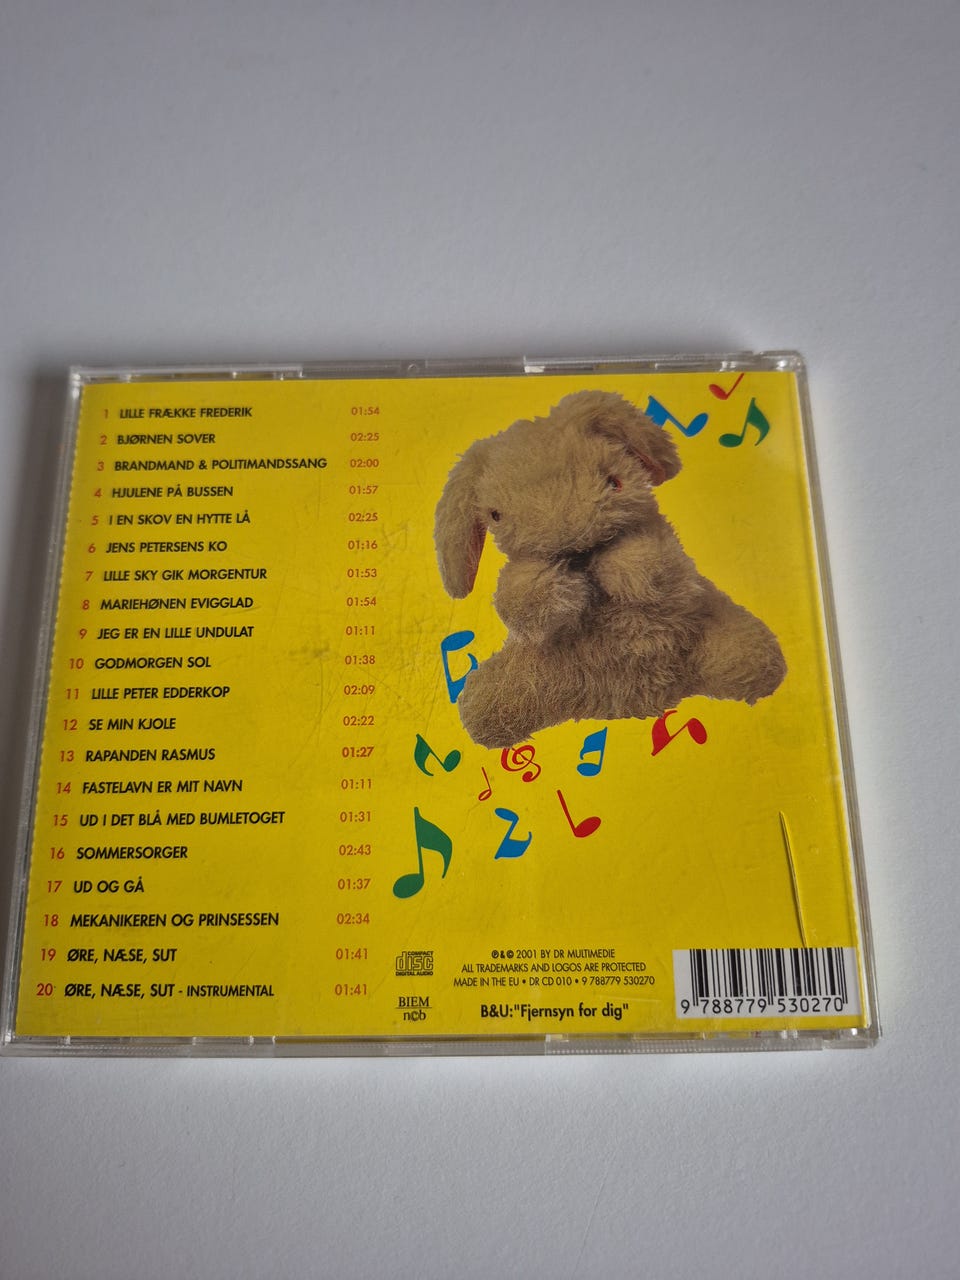 1 LILLE FRÆKKE FREDERIK 01:54
2 BJØRNEN SOVER 02:25
3 BRANDMAND & POLITIMANDSSANG 02:00
4 HJULENE PÅ BUSSEN 01:57
5 I EN SKOV EN HYTTE LÅ 02:25
6 JENS PETERSENS KO 01:16
7 LILLE SKY GIK MORGENTUR 01:53
8 MARIEHØNEN EVIGGLAD 01:54
9 JEG ER EN LILLE UNDULAT 01:11
10 GODMORGEN SOL 01:38
11 LILLE PETER EDDERKOP 02:09
12 SE MIN KJOLE 02:22
13 RAPANDEN RASMUS 01:27
14 FASTELAVN ER MIT NAVN 01:11
15 UD I DET BLÅ MED BUMLETOGET 01:31
16 SOMMERSORGER 02:43
17 UD OG GÅ 01:37
18 MEKANIKEREN OG PRINSESSEN 02:34
19 ØRE, NÆSE, SUT 01:41
20 ØRE, NÆSE, SUT - INSTRUMENTAL 01:41
COMPACT
disc
DIGITAL AUDIO
BIEM
n©b
℗ & © 2001 BY DR MULTIMEDIE
ALL TRADEMARKS AND LOGOS ARE PROTECTED
MADE IN THE EU • DR CD 010 • 9 788779 530270
B&U:"Fjernsyn for dig"
9 788779 530270